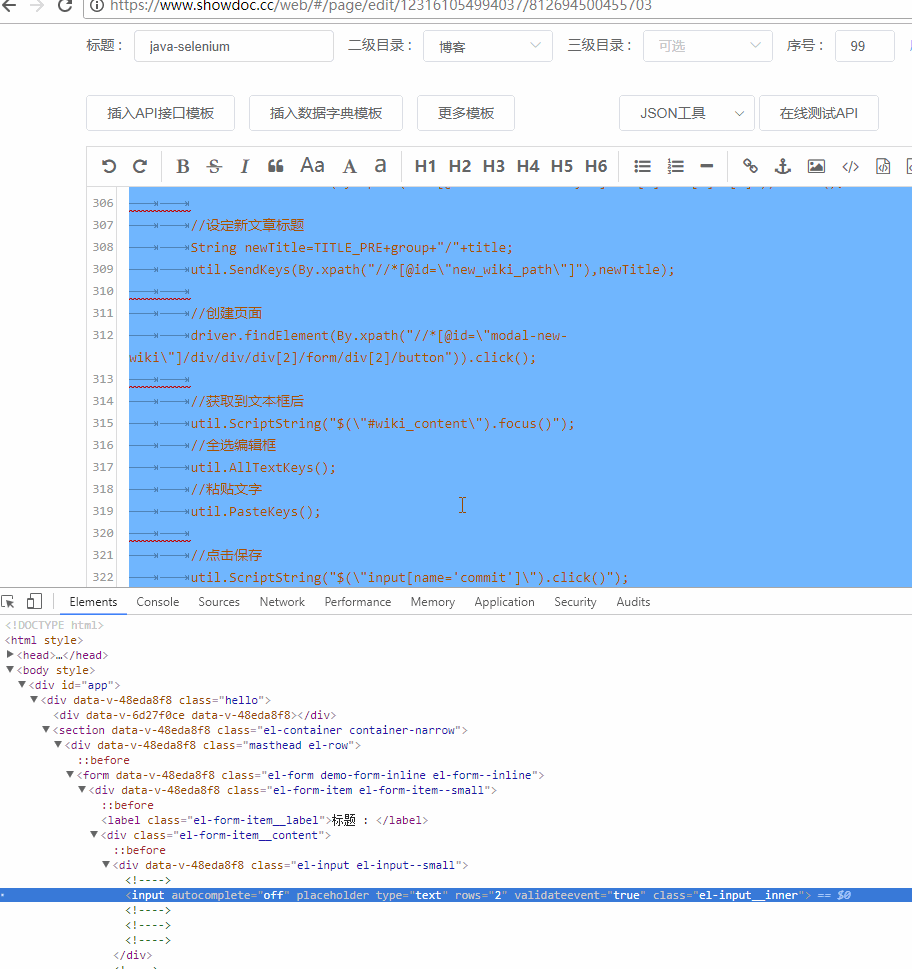 https://www.showdoc.cc/web/#/page/edit/123161054994037/812694500455703
标题： java-selenium 二级目录： 博客 三级目录： 可选 序号： 99
插入API接口模板 插入数据字典模板 更多模板 JSON工具 在线测试API
B S I Aa A a H1 H2 H3 H4 H5 H6
306
307 //设定新文章标题
308 String newTitle=TITLE_PRE+group+"/"+title;
309 util.SendKeys(By.xpath("//*[@id=\"new_wiki_path\"]"),newTitle);
310
311 //创建页面
312 driver.findElement(By.xpath("//*[@id=\"modal-new-
wiki\"]/div/div/div[2]/form/div[2]/button")).click();
313
314 //获取到文本框后
315 util.ScriptString("$(\"#wiki_content\").focus()");
316 //全选编辑框
317 util.AllTextKeys();
318 //粘贴文字
319 util.PasteKeys();
320
321 //点击保存
322 util.ScriptString("$(\"input[name='commit']\").click()");
Elements Console Sources Network Performance Memory Application Security Audits
<!DOCTYPE html>
<html style>
<head>…</head>
<body style>
<div id="app">
<div data-v-48eda8f8 class="hello">
<div data-v-6d27f0ce data-v-48eda8f8></div>
<section data-v-48eda8f8 class="el-container container-narrow">
<div data-v-48eda8f8 class="masthead el-row">
::before
<form data-v-48eda8f8 class="el-form demo-form-inline el-form--inline">
<div data-v-48eda8f8 class="el-form-item el-form-item--small">
::before
<label class="el-form-item__label">标题 : </label>
<div class="el-form-item__content">
::before
<div data-v-48eda8f8 class="el-input el-input--small">
<!---->
<input autocomplete="off" placeholder type="text" rows="2" validateevent="true" class="el-input__inner"> == $0
<!---->
<!---->
<!---->
</div>